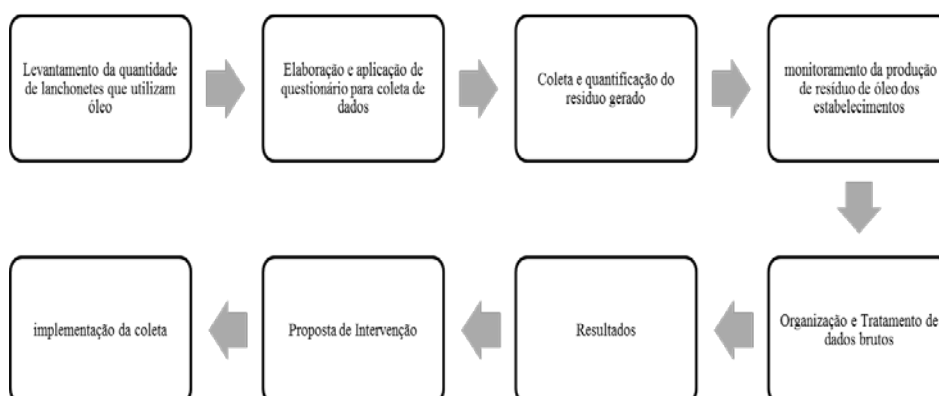 Levantamento da quantidade
de lanchonetes que utilizam
óleo
Elaboração e aplicação de
questionário para coleta de
dados
Coleta e quantificação do
resíduo gerado
monitoramento da produção
de resíduo de óleo dos
estabelecimentos
Organização e Tratamento de
dados brutos
Resultados
Proposta de Intervenção
implementação da coleta